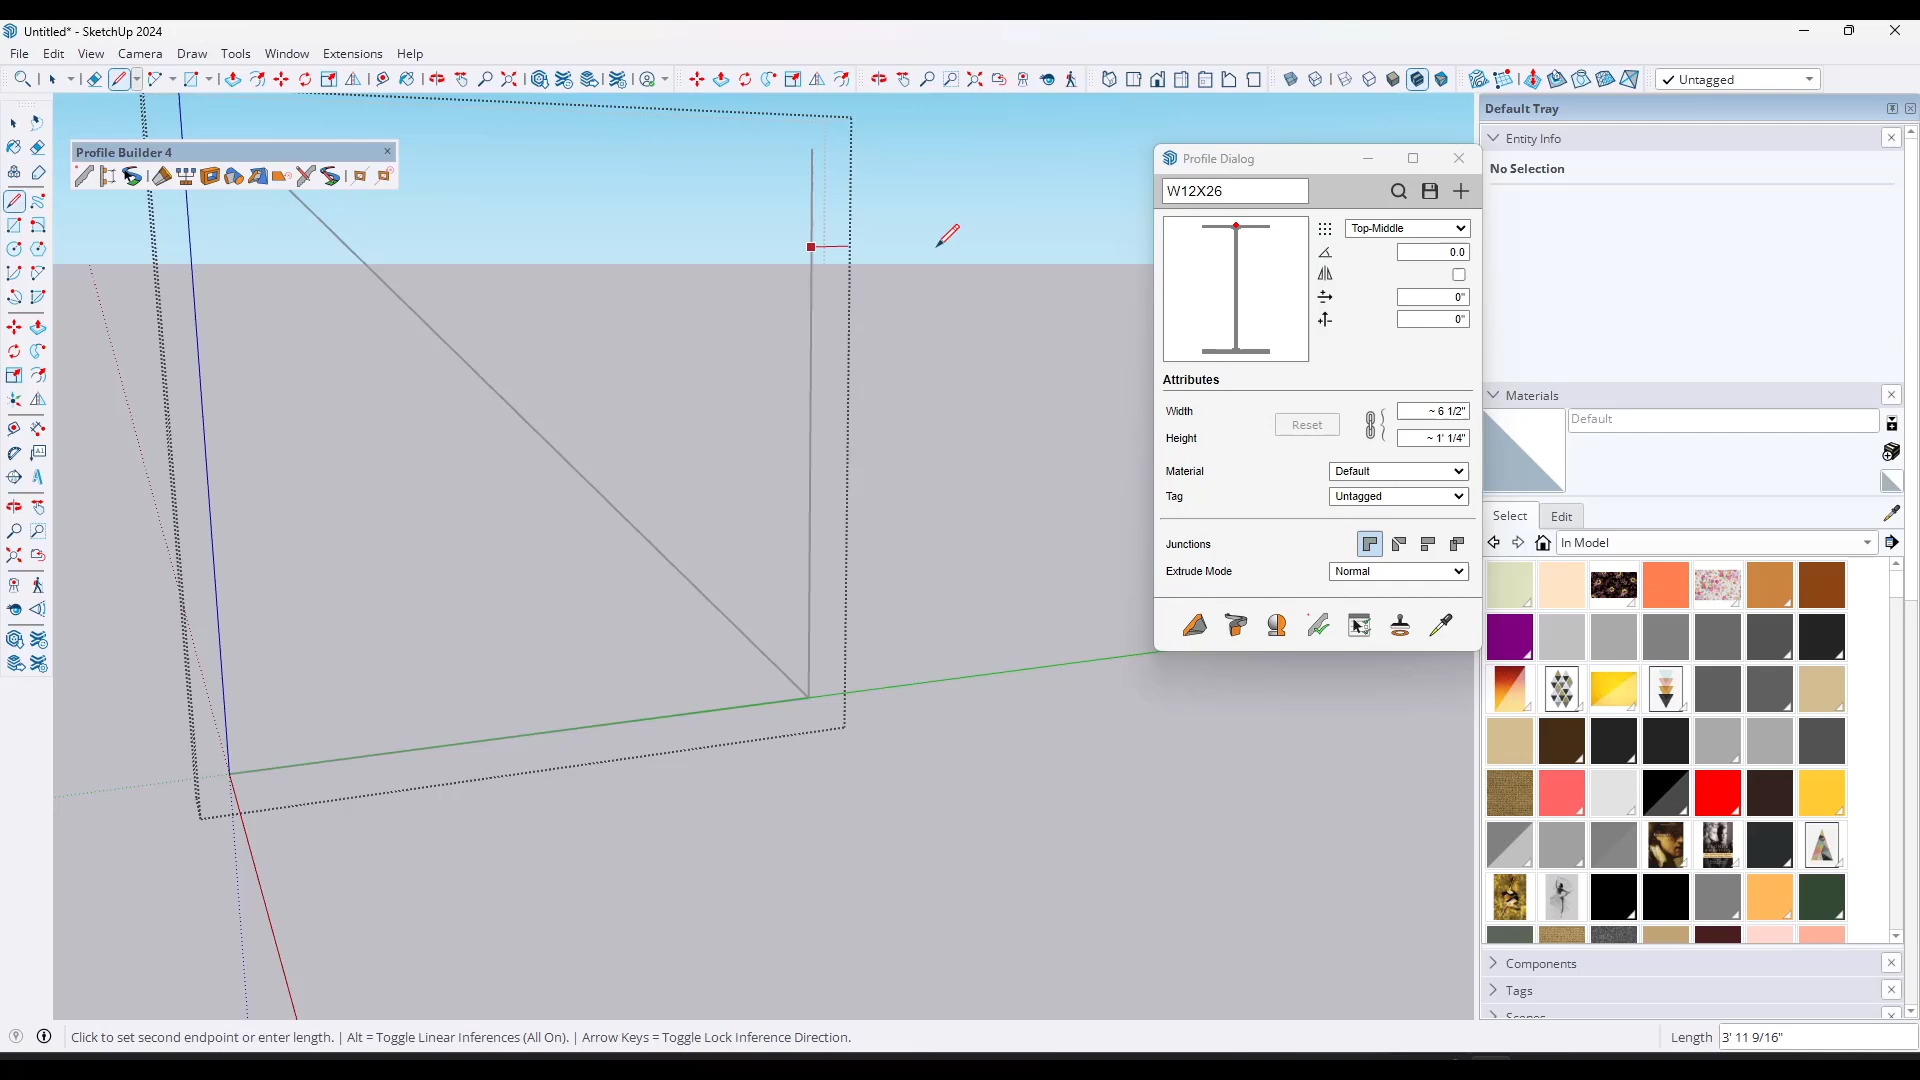 Untitled* - SketchUp 2024
File Edit View Camera Draw Tools Window Extensions Help
Untagged
Default Tray
Entity Info
No Selection
Profile Builder 4
Profile Dialog
W12X26
Top-Middle
0.0
0"
0"
Attributes
Width ~ 6 1/2"
Reset
Height ~ 1' 1/4"
Material Default
Tag Untagged
Junctions
Extrude Mode Normal
Materials
Default
Select Edit
In Model
Components
Tags
Scenes
Click to set second endpoint or enter length. | Alt = Toggle Linear Inferences (All On). | Arrow Keys = Toggle Lock Inference Direction.
Length 3' 11 9/16"